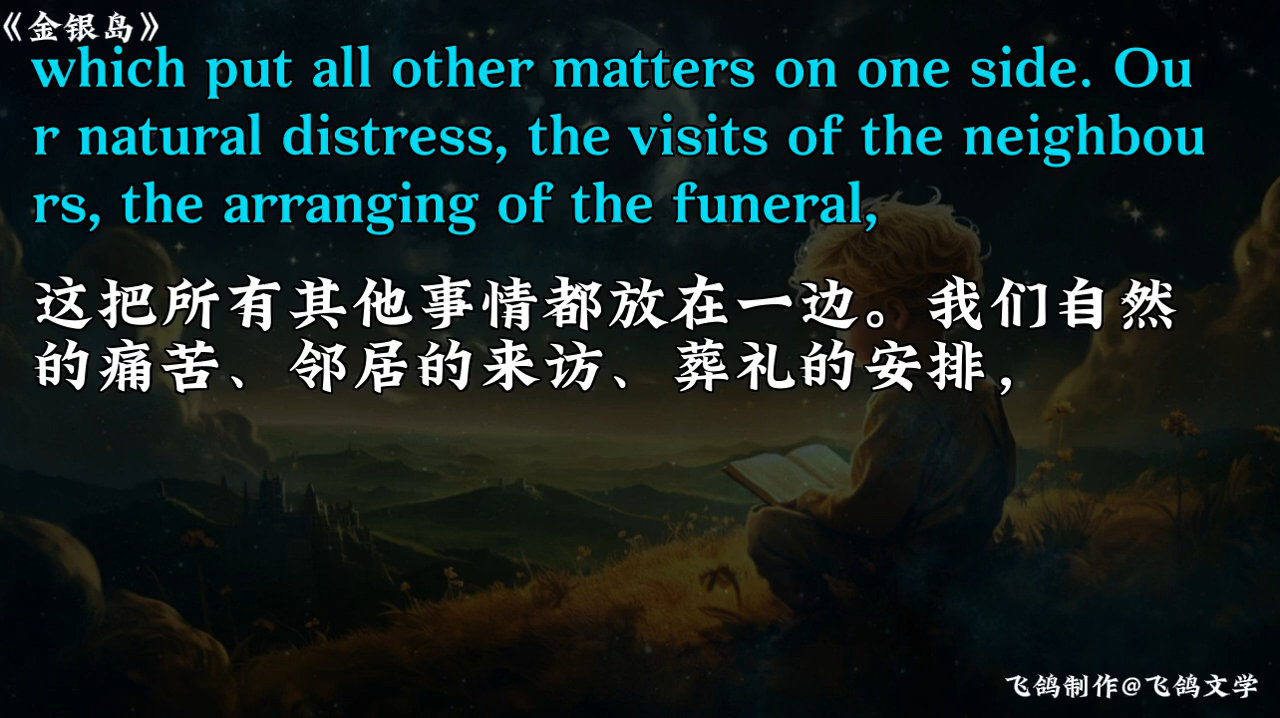 《金银岛》
which put all other matters on one side. Ou
r natural distress, the visits of the neighbou
rs, the arranging of the funeral,
这把所有其他事情都放在一边。我们自然
的痛苦、邻居的来访、葬礼的安排，
飞鸽制作@飞鸽文学